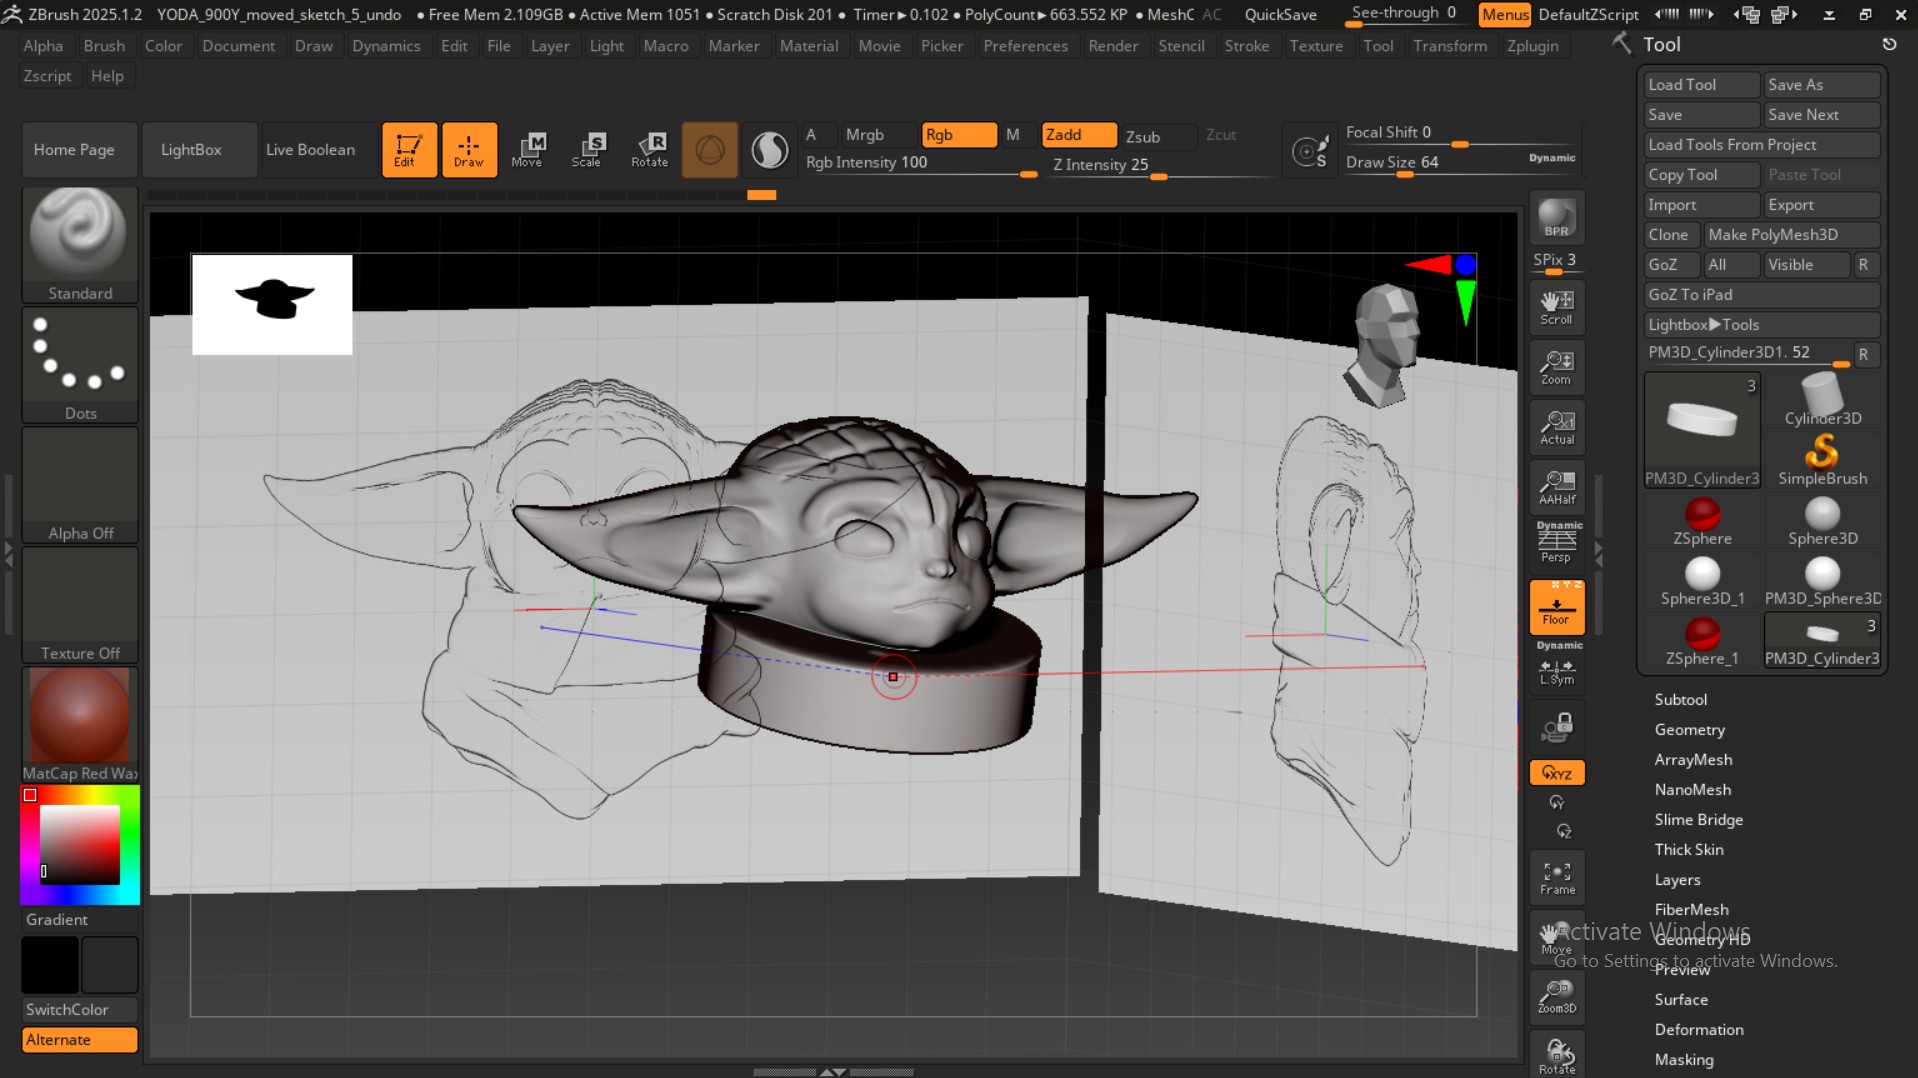 ZBrush 2025.1.2 YODA_900Y_moved_sketch_5_undo ● Free Mem 2.109GB ● Active Mem 1051 ● Scratch Disk 201 ● Timer▶0.102 ● PolyCount▶663.552 KP ● MeshC AC QuickSave See-through 0 Menus DefaultZScript
Alpha Brush Color Document Draw Dynamics Edit File Layer Light Macro Marker Material Movie Picker Preferences Render Stencil Stroke Texture Tool Transform Zplugin
Zscript Help
Home Page LightBox Live Boolean Edit Draw Move Scale Rotate
A Mrgb Rgb M Zadd Zsub Zcut
Rgb Intensity 100 Z Intensity 25
Focal Shift 0
Draw Size 64 Dynamic
S
Standard
Dots
Alpha Off
Texture Off
MatCap Red Wax
Gradient
SwitchColor
Alternate
BPR
SPix 3
Scroll
Zoom
Actual
AAHalf
Dynamic
Persp
X Y Z
Floor
Dynamic
L.Sym
XYZ
Y
Z
Frame
Move
Zoom3D
Rotate
Tool
Load Tool Save As
Save Save Next
Load Tools From Project
Copy Tool Paste Tool
Import Export
Clone Make PolyMesh3D
GoZ All Visible R
GoZ To iPad
Lightbox▶Tools
PM3D_Cylinder3D1. 52 R
3
PM3D_Cylinder3
Cylinder3D
SimpleBrush
ZSphere Sphere3D
Sphere3D_1 PM3D_Sphere3D
3
ZSphere_1 PM3D_Cylinder3
Subtool
Geometry
ArrayMesh
NanoMesh
Slime Bridge
Thick Skin
Layers
FiberMesh
Geometry HD
Preview
Surface
Deformation
Masking
Activate Windows
Go to Settings to activate Windows.